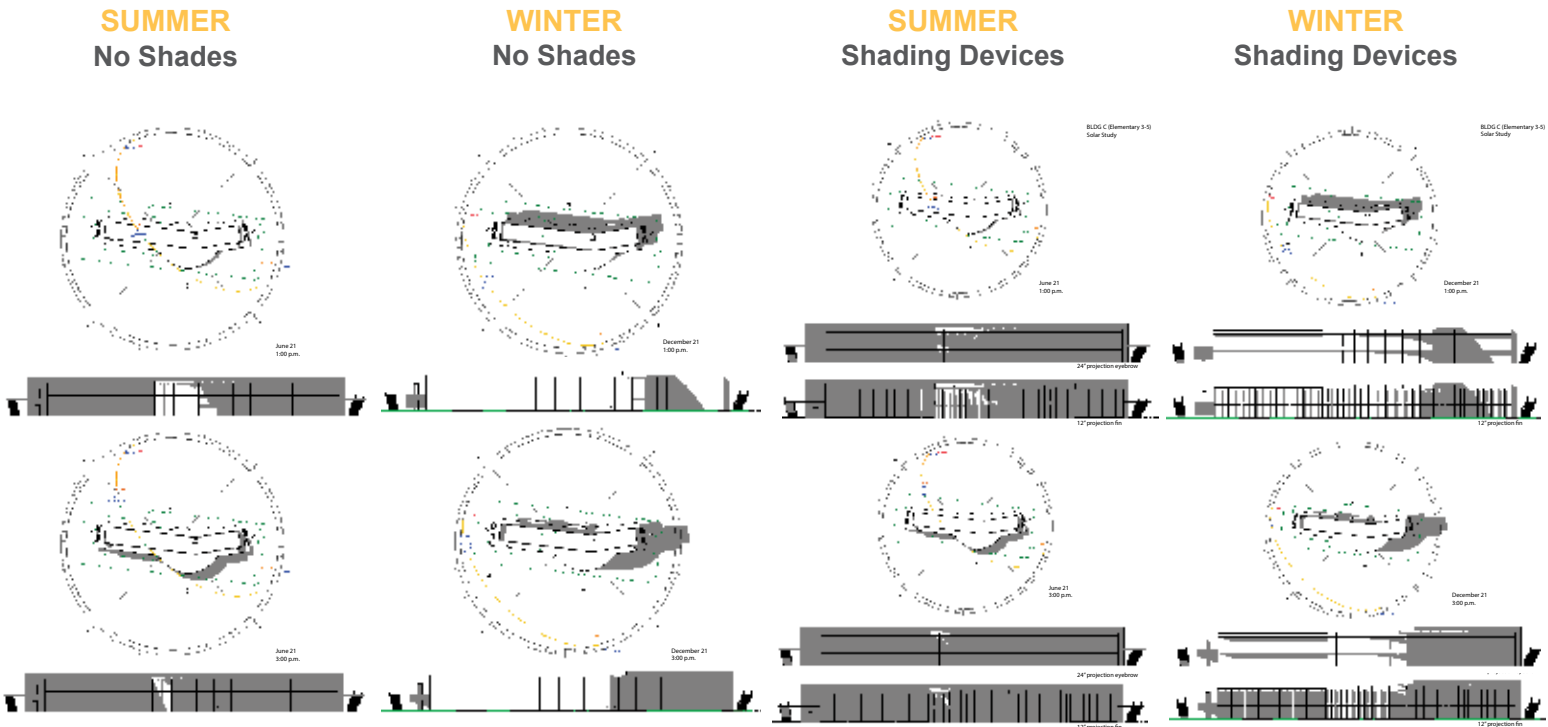 SUMMER
No Shades
WINTER
No Shades
SUMMER
Shading Devices
WINTER
Shading Devices
BLDG C (Elementary 3-5)
Solar Study
BLDG C (Elementary 3-5)
Solar Study
June 21
1:00 p.m.
December 21
1:00 p.m.
June 21
1:00 p.m.
December 21
1:00 p.m.
24" projection eyebrow
12" projection fin
12" projection fin
June 21
3:00 p.m.
December 21
3:00 p.m.
June 21
3:00 p.m.
December 21
3:00 p.m.
24" projection eyebrow
12" projection fin
12" projection fin